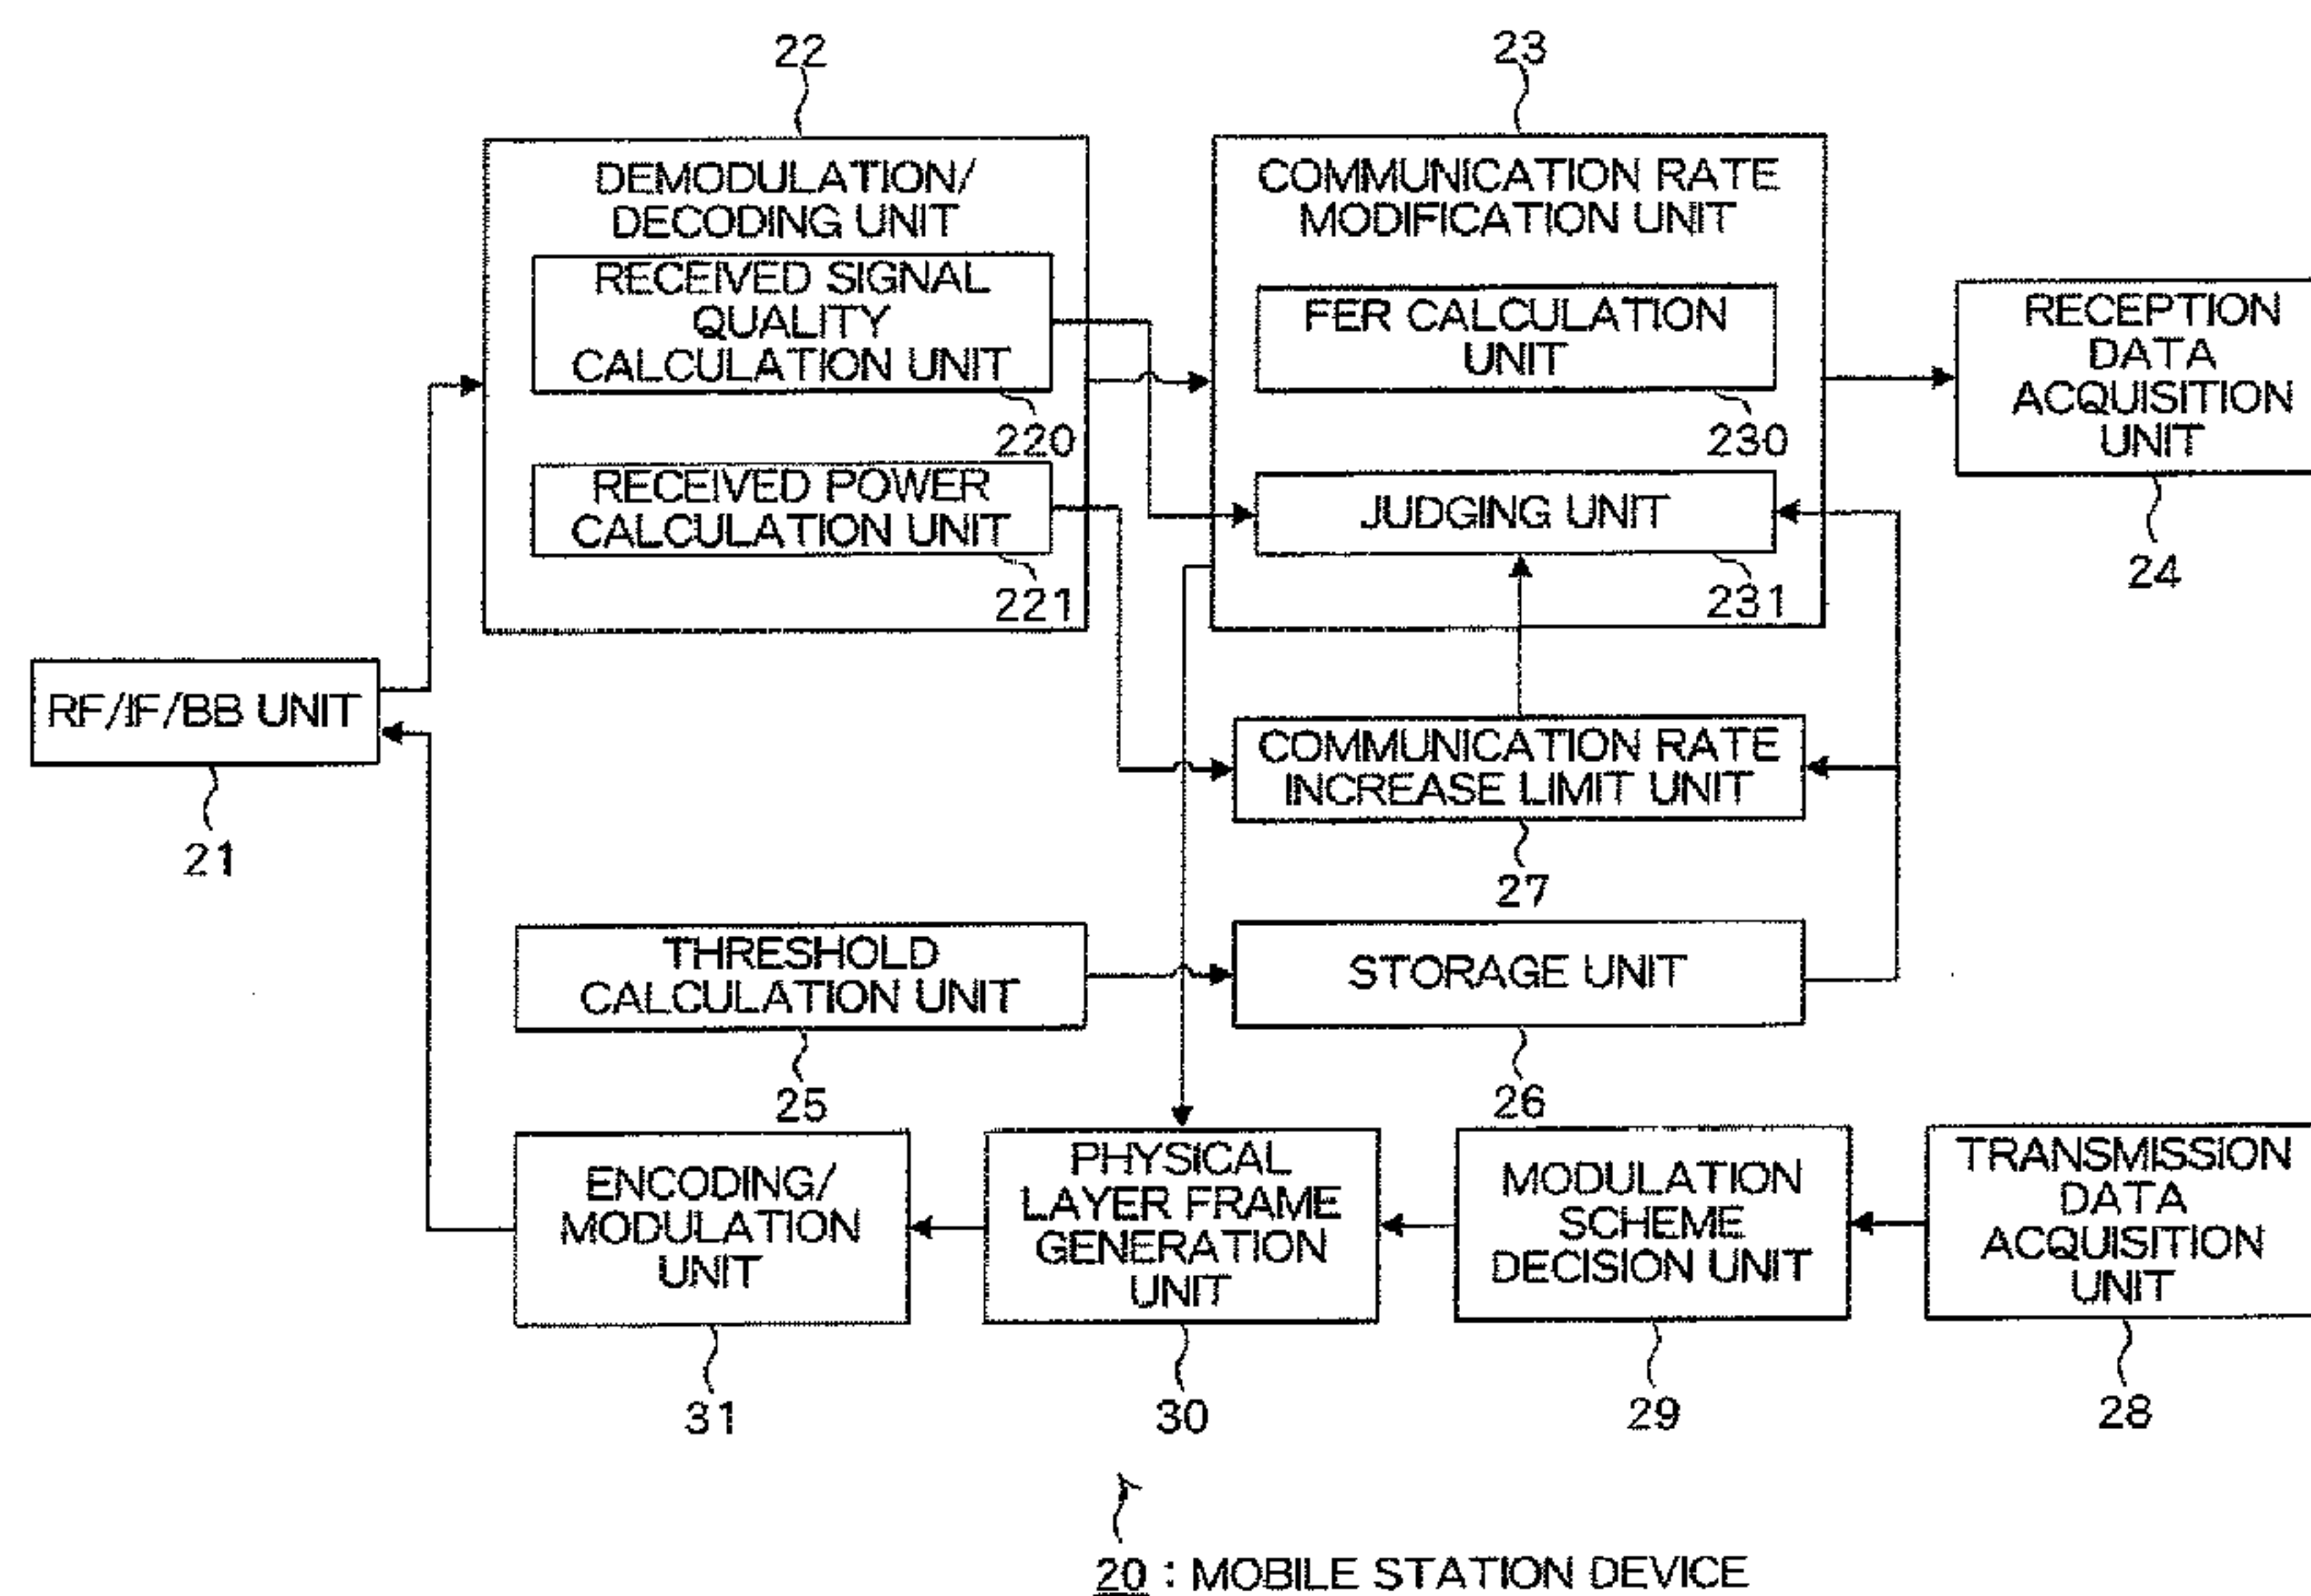 22
23
DEMODULATION/
DECODING UNIT
RECEIVED SIGNAL
QUALITY
CALCULATION UNIT
220
RECEIVED POWER
CALCULATION UNIT
221
COMMUNICATION RATE
MODIFICATION UNIT
FER CALCULATION
UNIT
230
JUDGING UNIT
231
RECEPTION
DATA
ACQUISITION
UNIT
24
RF/IF/BB UNIT
21
COMMUNICATION RATE
INCREASE LIMIT UNIT
27
THRESHOLD
CALCULATION UNIT
25
STORAGE UNIT
26
ENCODING/
MODULATION
UNIT
31
PHYSICAL
LAYER FRAME
GENERATION
UNIT
30
MODULATION
SCHEME
DECISION UNIT
29
TRANSMISSION
DATA
ACQUISITION
UNIT
28
20 : MOBILE STATION DEVICE